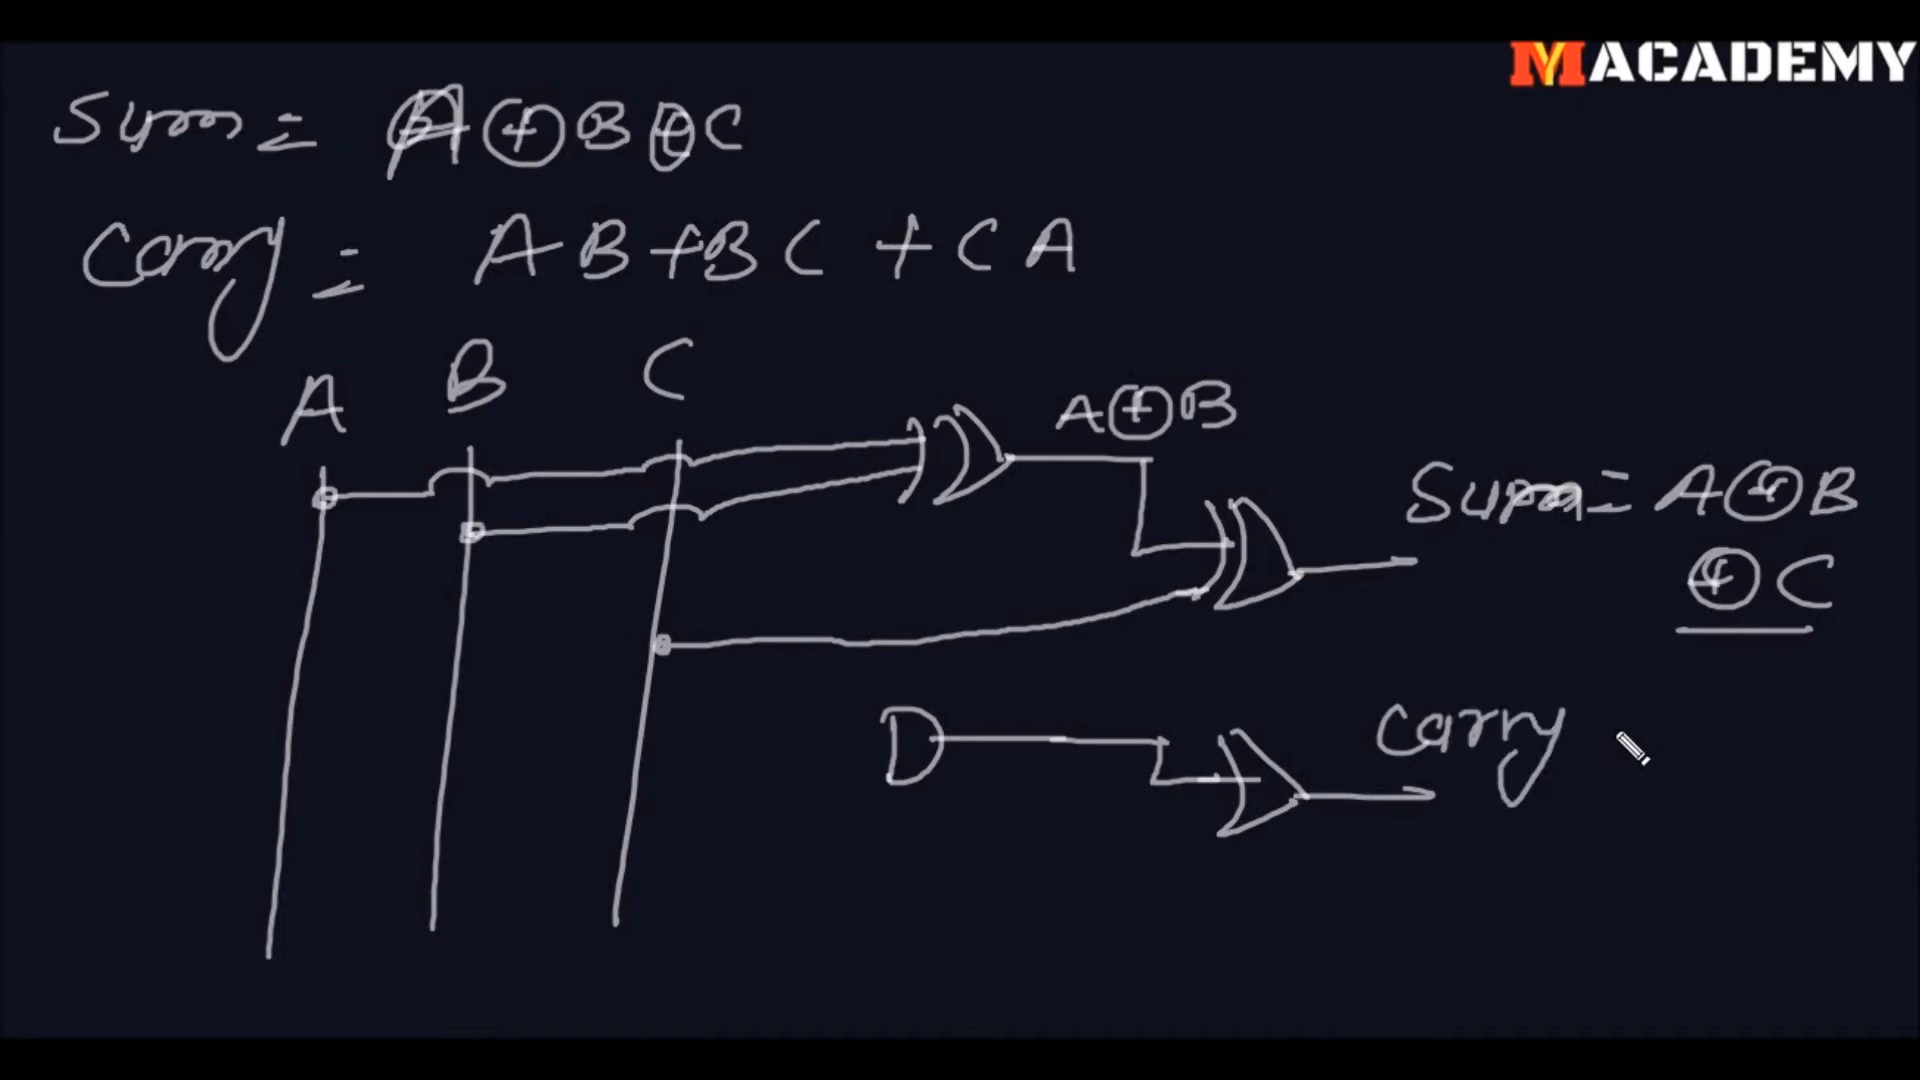 MACADEMY
Sum = A⊕B⊕C
Carry = AB+BC+CA
A B C
A⊕B
Sum = A⊕B
⊕C
Carry